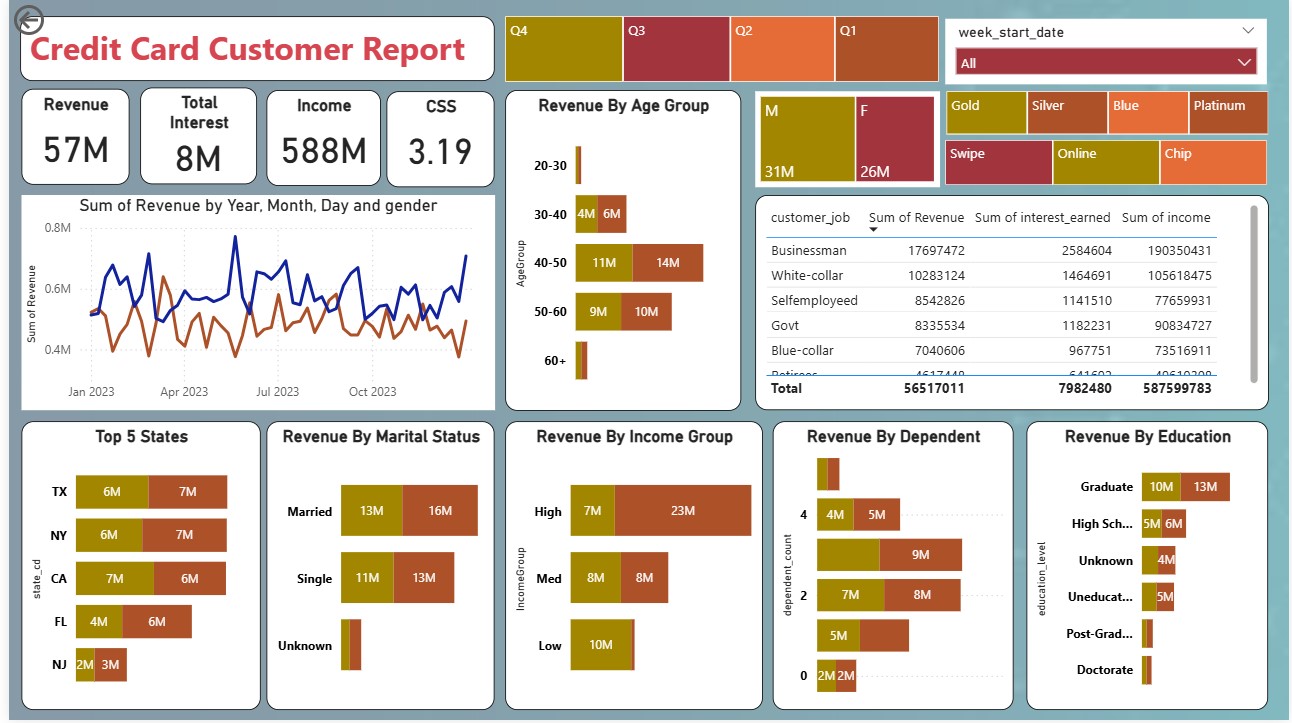 Credit Card Customer Report
Q4 Q3 Q2 Q1
week_start_date
All
Revenue
57M
Total
Interest
8M
Income
588M
CSS
3.19
Revenue By Age Group
AgeGroup
20-30
30-40 4M 6M
40-50 11M 14M
50-60 9M 10M
60+
M
31M
F
26M
Gold Silver Blue Platinum
Swipe Online Chip
Sum of Revenue by Year, Month, Day and gender
Sum of Revenue
0.8M
0.6M
0.4M
Jan 2023 Apr 2023 Jul 2023 Oct 2023
customer_job Sum of Revenue Sum of interest_earned Sum of income
Businessman 17697472 2584604 190350431
White-collar 10283124 1464691 105618475
Selfemployeed 8542826 1141510 77659931
Govt 8335534 1182231 90834727
Blue-collar 7040606 967751 73516911
Total 56517011 7982480 587599783
Top 5 States
state_cd
TX 6M 7M
NY 6M 7M
CA 7M 6M
FL 4M 6M
NJ 2M 3M
Revenue By Marital Status
Married 13M 16M
Single 11M 13M
Unknown
Revenue By Income Group
IncomeGroup
High 7M 23M
Med 8M 8M
Low 10M
Revenue By Dependent
dependent_count
4 4M 5M
9M
2 7M 8M
5M
0 2M 2M
Revenue By Education
education_level
Graduate 10M 13M
High Sch... 5M 6M
Unknown 4M
Uneducat... 5M
Post-Grad...
Doctorate